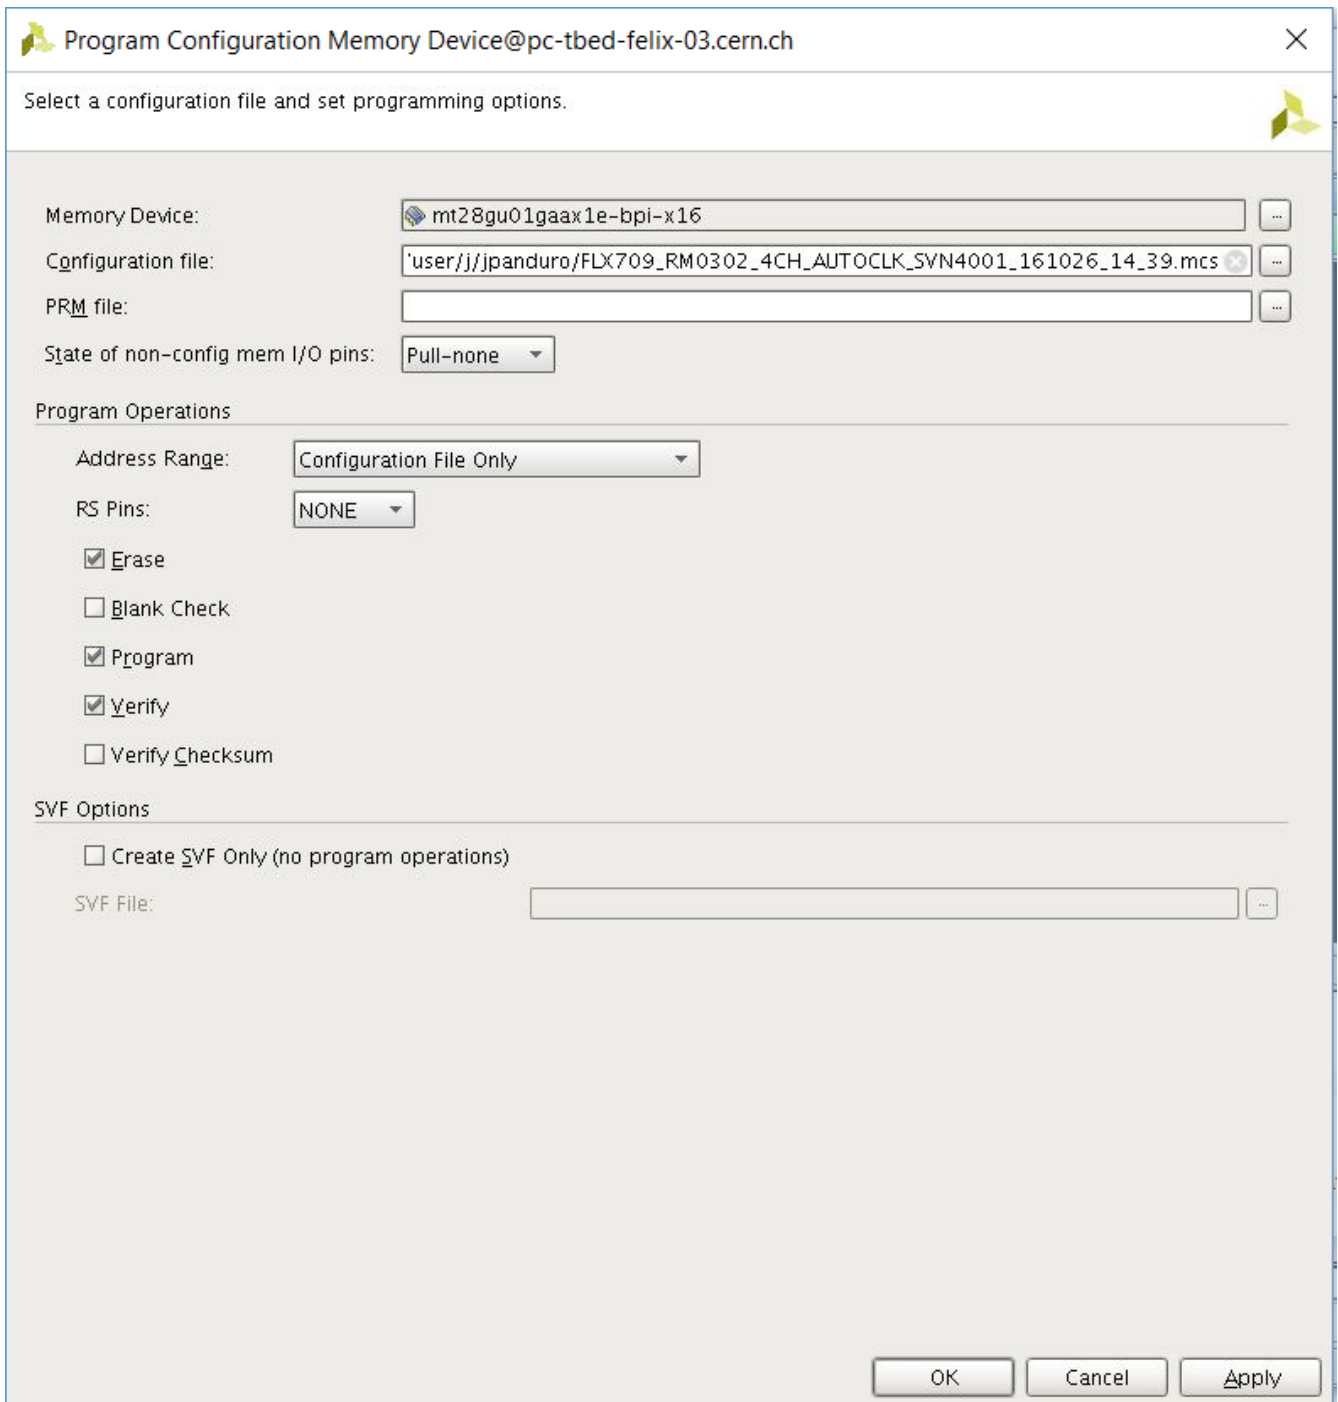 Program Configuration Memory Device@pc-tbed-felix-03.cern.ch
Select a configuration file and set programming options.
Memory Device: mt28gu01gaax1e-bpi-x16 ...
Configuration file: 'user/j/jpanduro/FLX709_RM0302_4CH_AUTOCLK_SVN4001_161026_14_39.mcs ...
PRM file: ...
State of non-config mem I/O pins: Pull-none
Program Operations
Address Range: Configuration File Only
RS Pins: NONE
Erase
Blank Check
Program
Verify
Verify Checksum
SVF Options
Create SVF Only (no program operations)
SVF File: ...
OK Cancel Apply